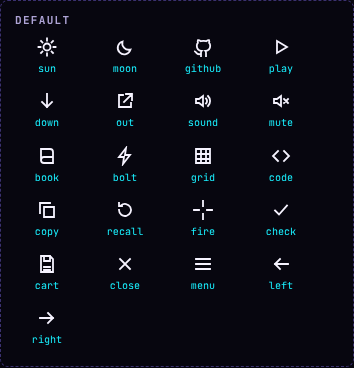 DEFAULT
sun moon github play
down out sound mute
book bolt grid code
copy recall fire check
cart close menu left
right